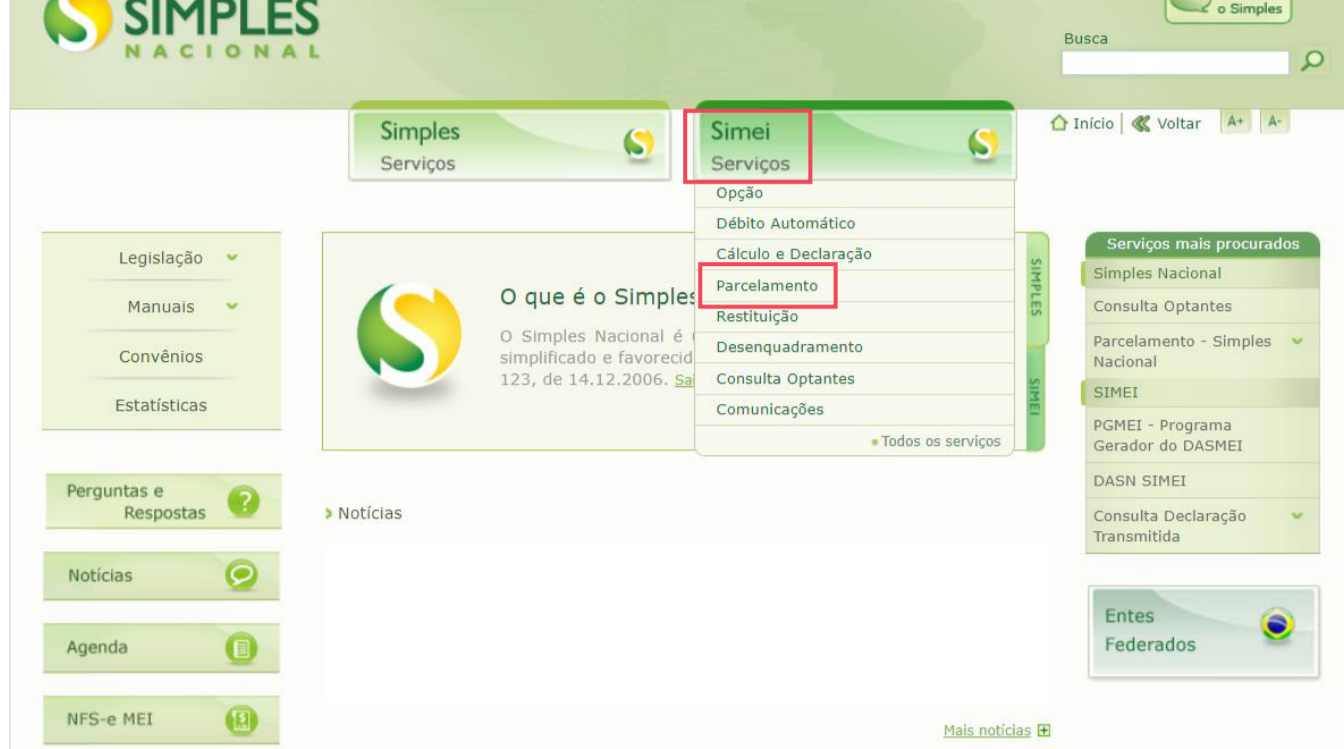 SIMPLES
NACIONAL
o Simples
Busca
Simples
Serviços
Simei
Serviços
Início
Voltar
A+
A-
Opção
Débito Automático
Cálculo e Declaração
Parcelamento
Restituição
Desenquadramento
Consulta Optantes
Comunicações
Todos os serviços
Legislação
Manuais
Convênios
Estatísticas
O que é o Simples
O Simples Nacional é
simplificado e favorecid
123, de 14.12.2006. Sai
SIMPLES
SIMEI
Serviços mais procurados
Simples Nacional
Consulta Optantes
Parcelamento - Simples
Nacional
SIMEI
PGMEI - Programa
Gerador do DASMEI
DASN SIMEI
Consulta Declaração
Transmitida
Perguntas e
Respostas
Notícias
Agenda
NFS-e MEI
Notícias
Mais notícias
Entes
Federados